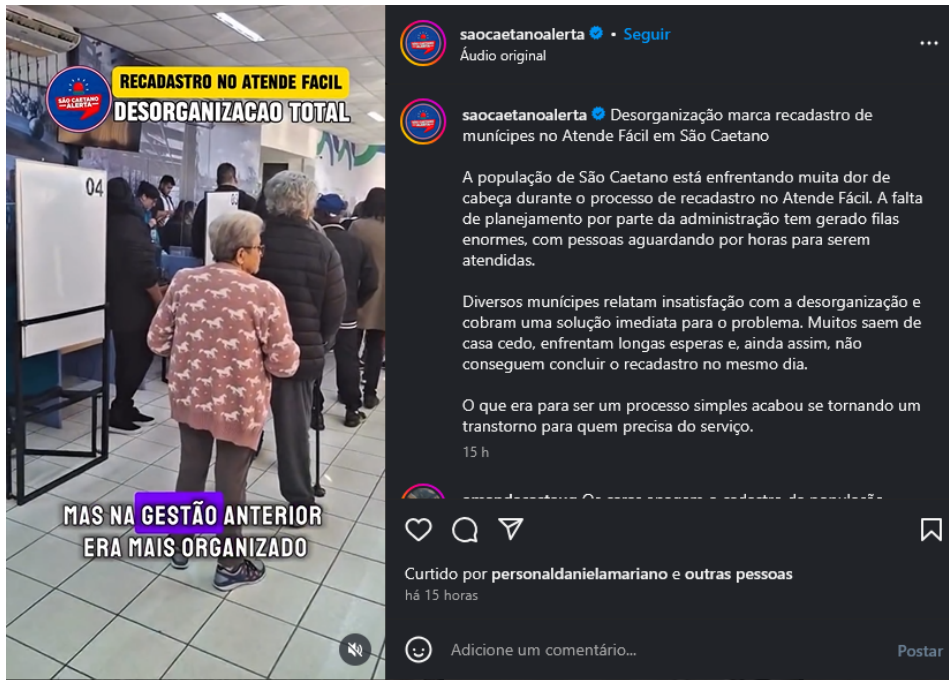 RECADASTRO NO ATENDE FACIL
DESORGANIZACAO TOTAL
SÃO CAETANO
ALERTA
04
03
MAS NA GESTÃO ANTERIOR
ERA MAIS ORGANIZADO
saocaetanoalerta • Seguir
Áudio original
saocaetanoalerta Desorganização marca recadastro de
munícipes no Atende Fácil em São Caetano
A população de São Caetano está enfrentando muita dor de
cabeça durante o processo de recadastro no Atende Fácil. A falta
de planejamento por parte da administração tem gerado filas
enormes, com pessoas aguardando por horas para serem
atendidas.
Diversos munícipes relatam insatisfação com a desorganização e
cobram uma solução imediata para o problema. Muitos saem de
casa cedo, enfrentam longas esperas e, ainda assim, não
conseguem concluir o recadastro no mesmo dia.
O que era para ser um processo simples acabou se tornando um
transtorno para quem precisa do serviço.
15 h
Curtido por personaldanielamariano e outras pessoas
há 15 horas
Adicione um comentário...
Postar